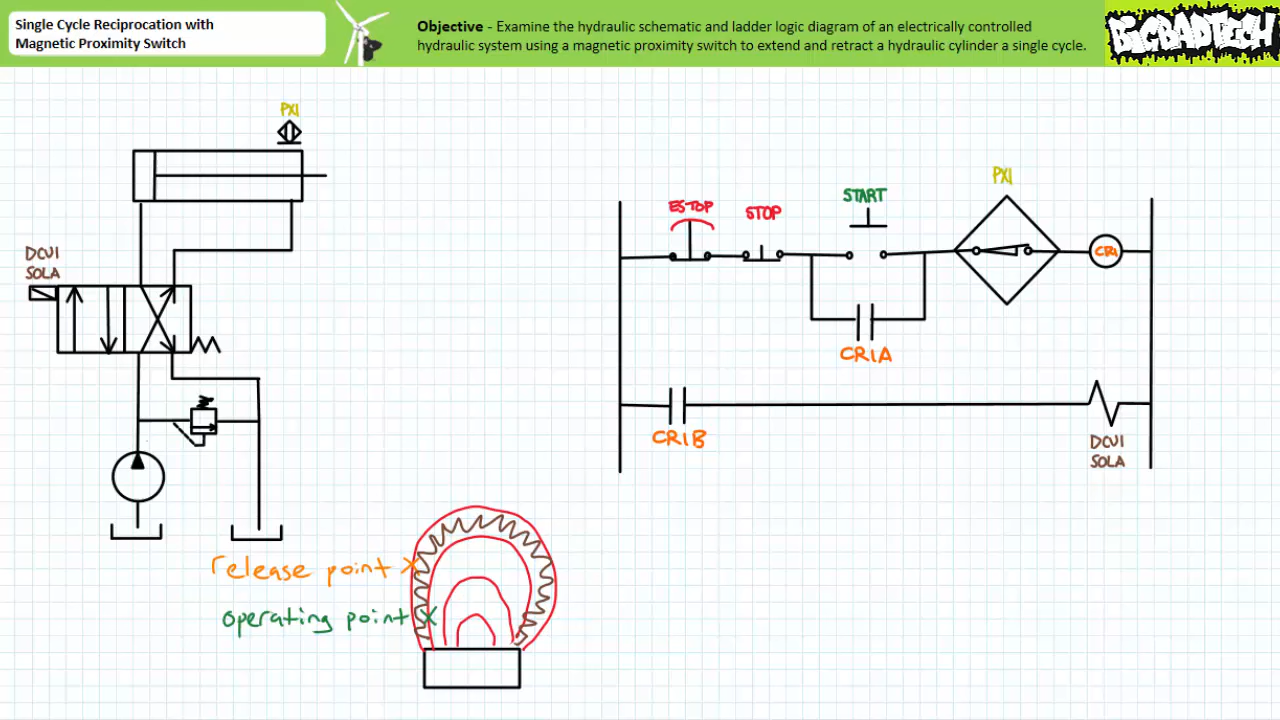 Single Cycle Reciprocation with
Magnetic Proximity Switch
Objective - Examine the hydraulic schematic and ladder logic diagram of an electrically controlled
hydraulic system using a magnetic proximity switch to extend and retract a hydraulic cylinder a single cycle.
BIGBADTECH
PX1
DCV1
SOLA
ESTOP
STOP
START
PX1
CR1
CR1A
CR1B
DCV1
SOLA
release point
operating point